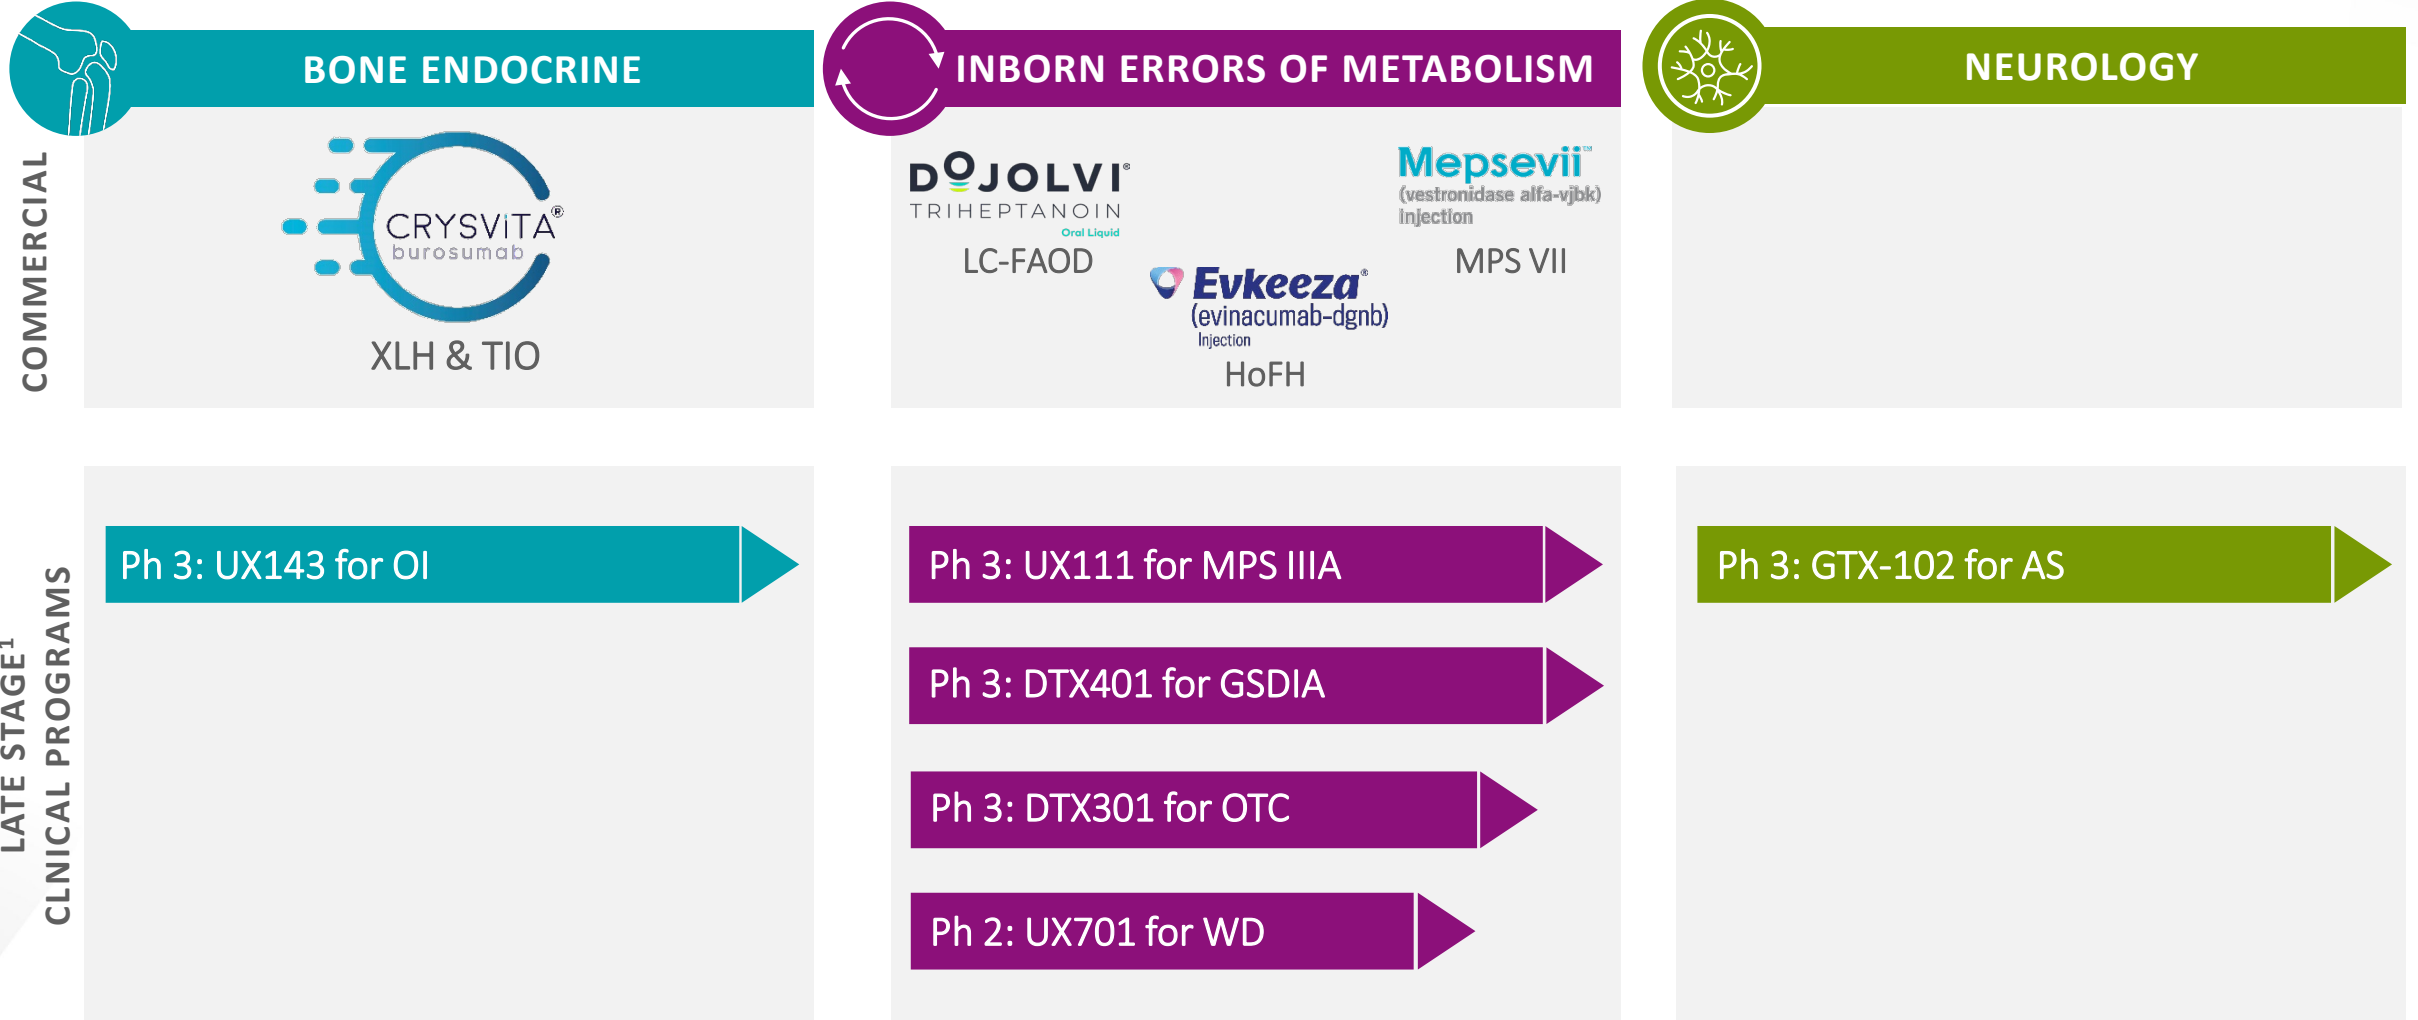 BONE ENDOCRINE
INBORN ERRORS OF METABOLISM
NEUROLOGY
COMMERCIAL
CRYSViTA®
burosumab
XLH & TIO
DOJOLVI®
TRIHEPTANOIN
Oral Liquid
LC-FAOD
Mepsevii™
(vestronidase alfa-vjbk)
injection
MPS VII
Evkeeza®
(evinacumab-dgnb)
Injection
HoFH
LATE STAGE¹
CLNICAL PROGRAMS
Ph 3: UX143 for OI
Ph 3: UX111 for MPS IIIA
Ph 3: DTX401 for GSDIA
Ph 3: DTX301 for OTC
Ph 2: UX701 for WD
Ph 3: GTX-102 for AS